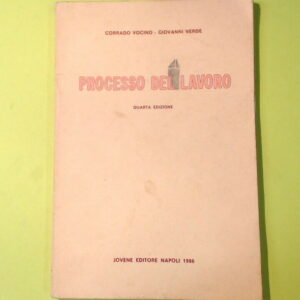 CORRADO VOCINO - GIOVANNI VERDE
PROCESSO DEL LAVORO
QUARTA EDIZIONE
JOVENE EDITORE NAPOLI 1986